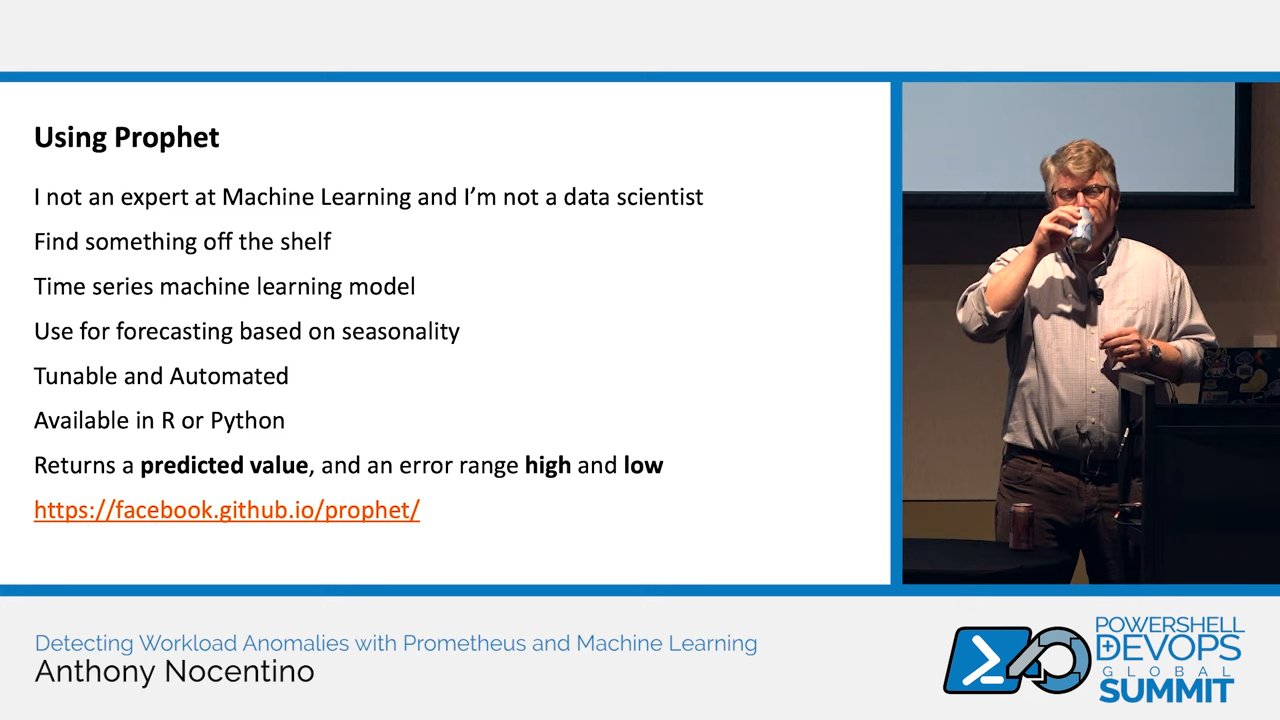 Using Prophet
I not an expert at Machine Learning and I'm not a data scientist
Find something off the shelf
Time series machine learning model
Use for forecasting based on seasonality
Tunable and Automated
Available in R or Python
Returns a predicted value, and an error range high and low
https://facebook.github.io/prophet/
Detecting Workload Anomalies with Prometheus and Machine Learning
Anthony Nocentino
POWERSHELL
DEVOPS
GLOBAL
SUMMIT